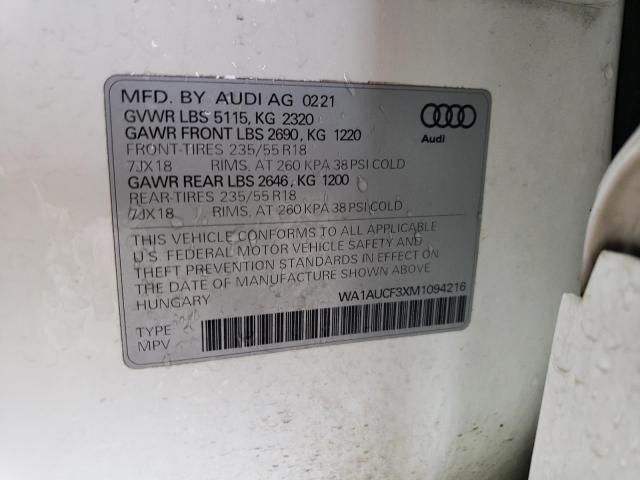 MFD. BY AUDI AG 0221
GVWR LBS 5115, KG 2320
GAWR FRONT LBS 2690, KG 1220
FRONT-TIRES 235/55 R18
7JX18 RIMS, AT 260 KPA 38 PSI COLD
GAWR REAR LBS 2646, KG 1200
REAR-TIRES 235/55 R18
7JX18 RIMS, AT 260 KPA 38 PSI COLD
Audi
THIS VEHICLE CONFORMS TO ALL APPLICABLE
U.S. FEDERAL MOTOR VEHICLE SAFETY AND
THEFT PREVENTION STANDARDS IN EFFECT ON
THE DATE OF MANUFACTURE SHOWN ABOVE.
HUNGARY
WA1AUCF3XM1094216
TYPE
MPV